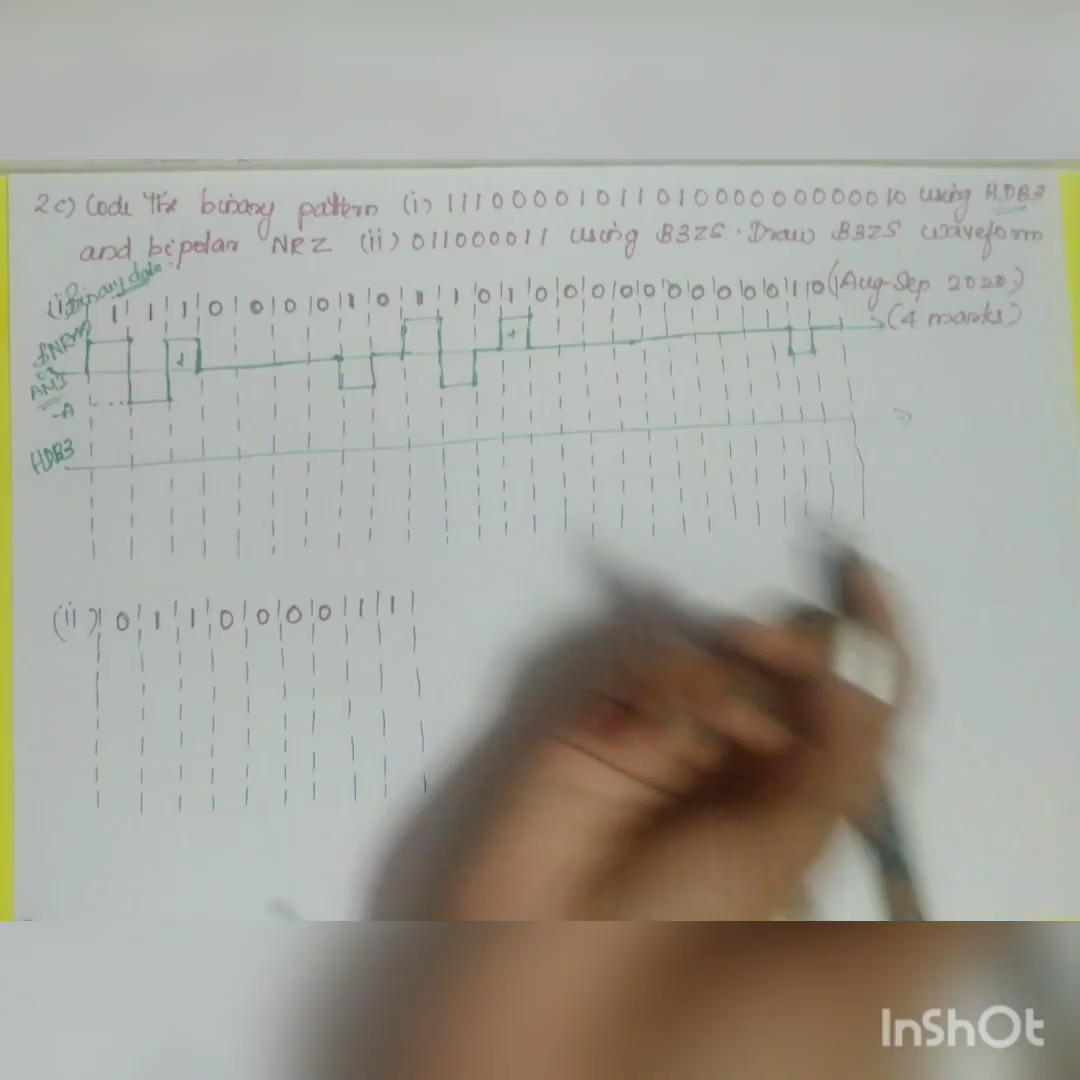 2c) Code the binary pattern (i) 111000010110100000000000010 using HDB3
and bipolar NRZ (ii) 011000011 using B3ZS. Draw B3ZS waveform
(i) Binary data 1 1 1 0 0 0 0 1 0 1 1 0 1 0 0 0 0 0 0 0 0 0 1 0 (Aug-Sep 2020)
(4 marks)
or
AMI
-A
+
+
HDB3
(ii) 0 1 1 0 0 0 0 1 1
InShOt